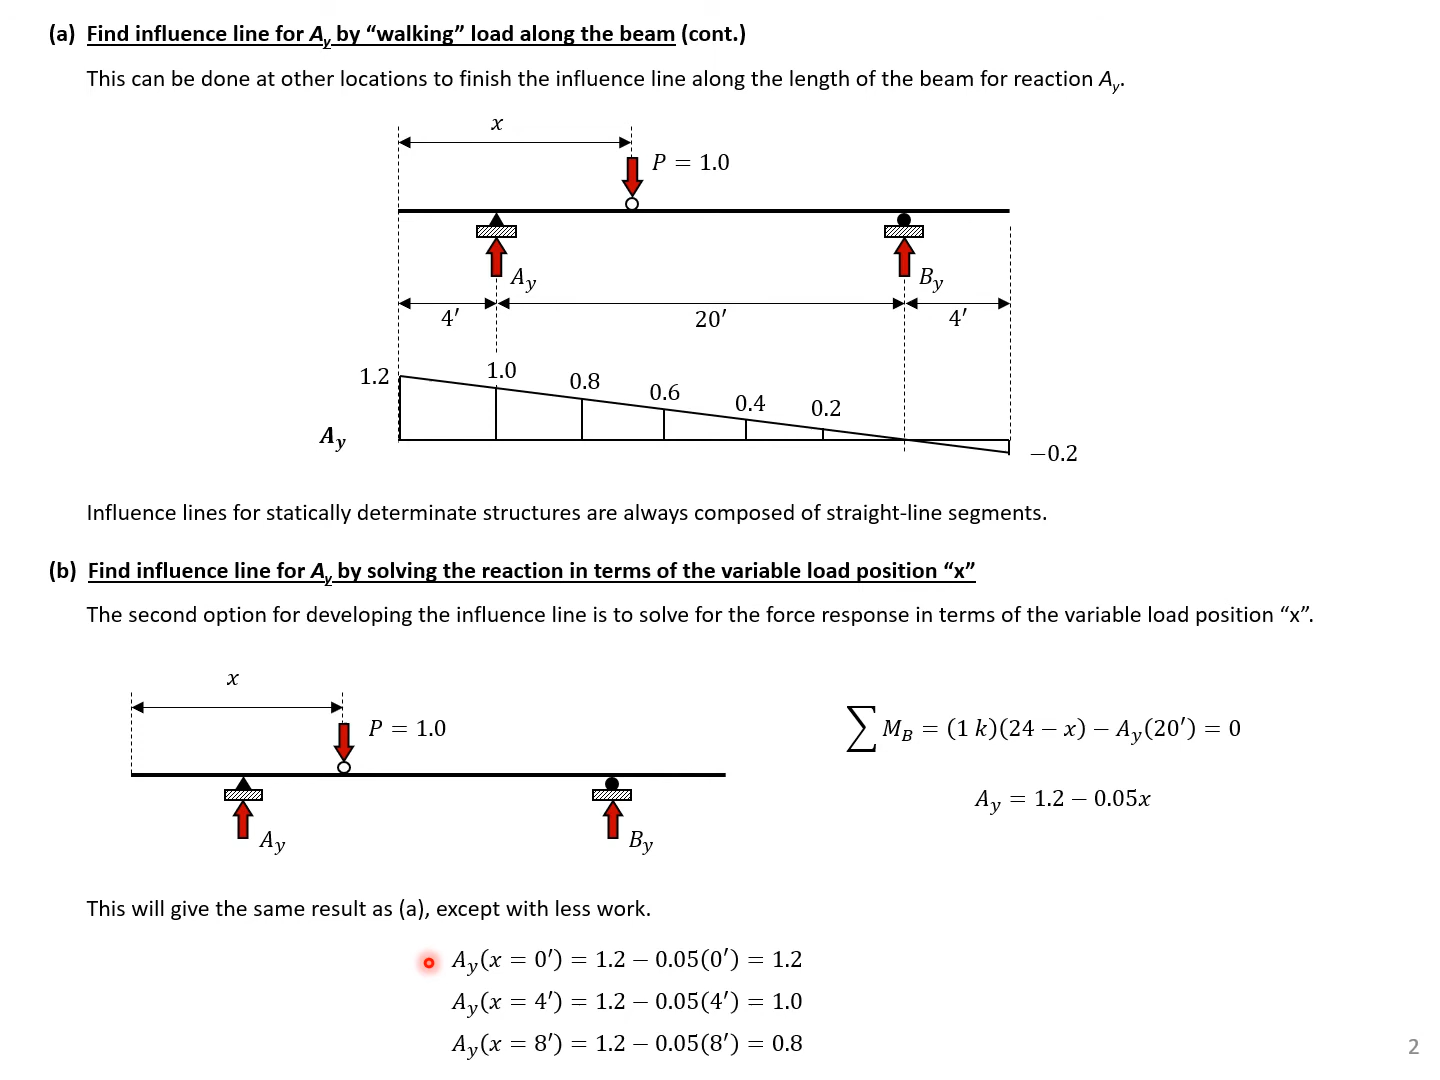 (a) Find influence line for Ay by “walking” load along the beam (cont.)
This can be done at other locations to finish the influence line along the length of the beam for reaction Ay.
x
P = 1.0
Ay
By
4′
20′
4′
1.2
1.0
0.8
0.6
0.4
0.2
Ay
−0.2
Influence lines for statically determinate structures are always composed of straight-line segments.
(b) Find influence line for Ay by solving the reaction in terms of the variable load position “x”
The second option for developing the influence line is to solve for the force response in terms of the variable load position “x”.
x
P = 1.0
∑ MB = (1 k)(24 − x) − Ay(20′) = 0
Ay = 1.2 − 0.05x
Ay
By
This will give the same result as (a), except with less work.
Ay(x = 0′) = 1.2 − 0.05(0′) = 1.2
Ay(x = 4′) = 1.2 − 0.05(4′) = 1.0
Ay(x = 8′) = 1.2 − 0.05(8′) = 0.8
2